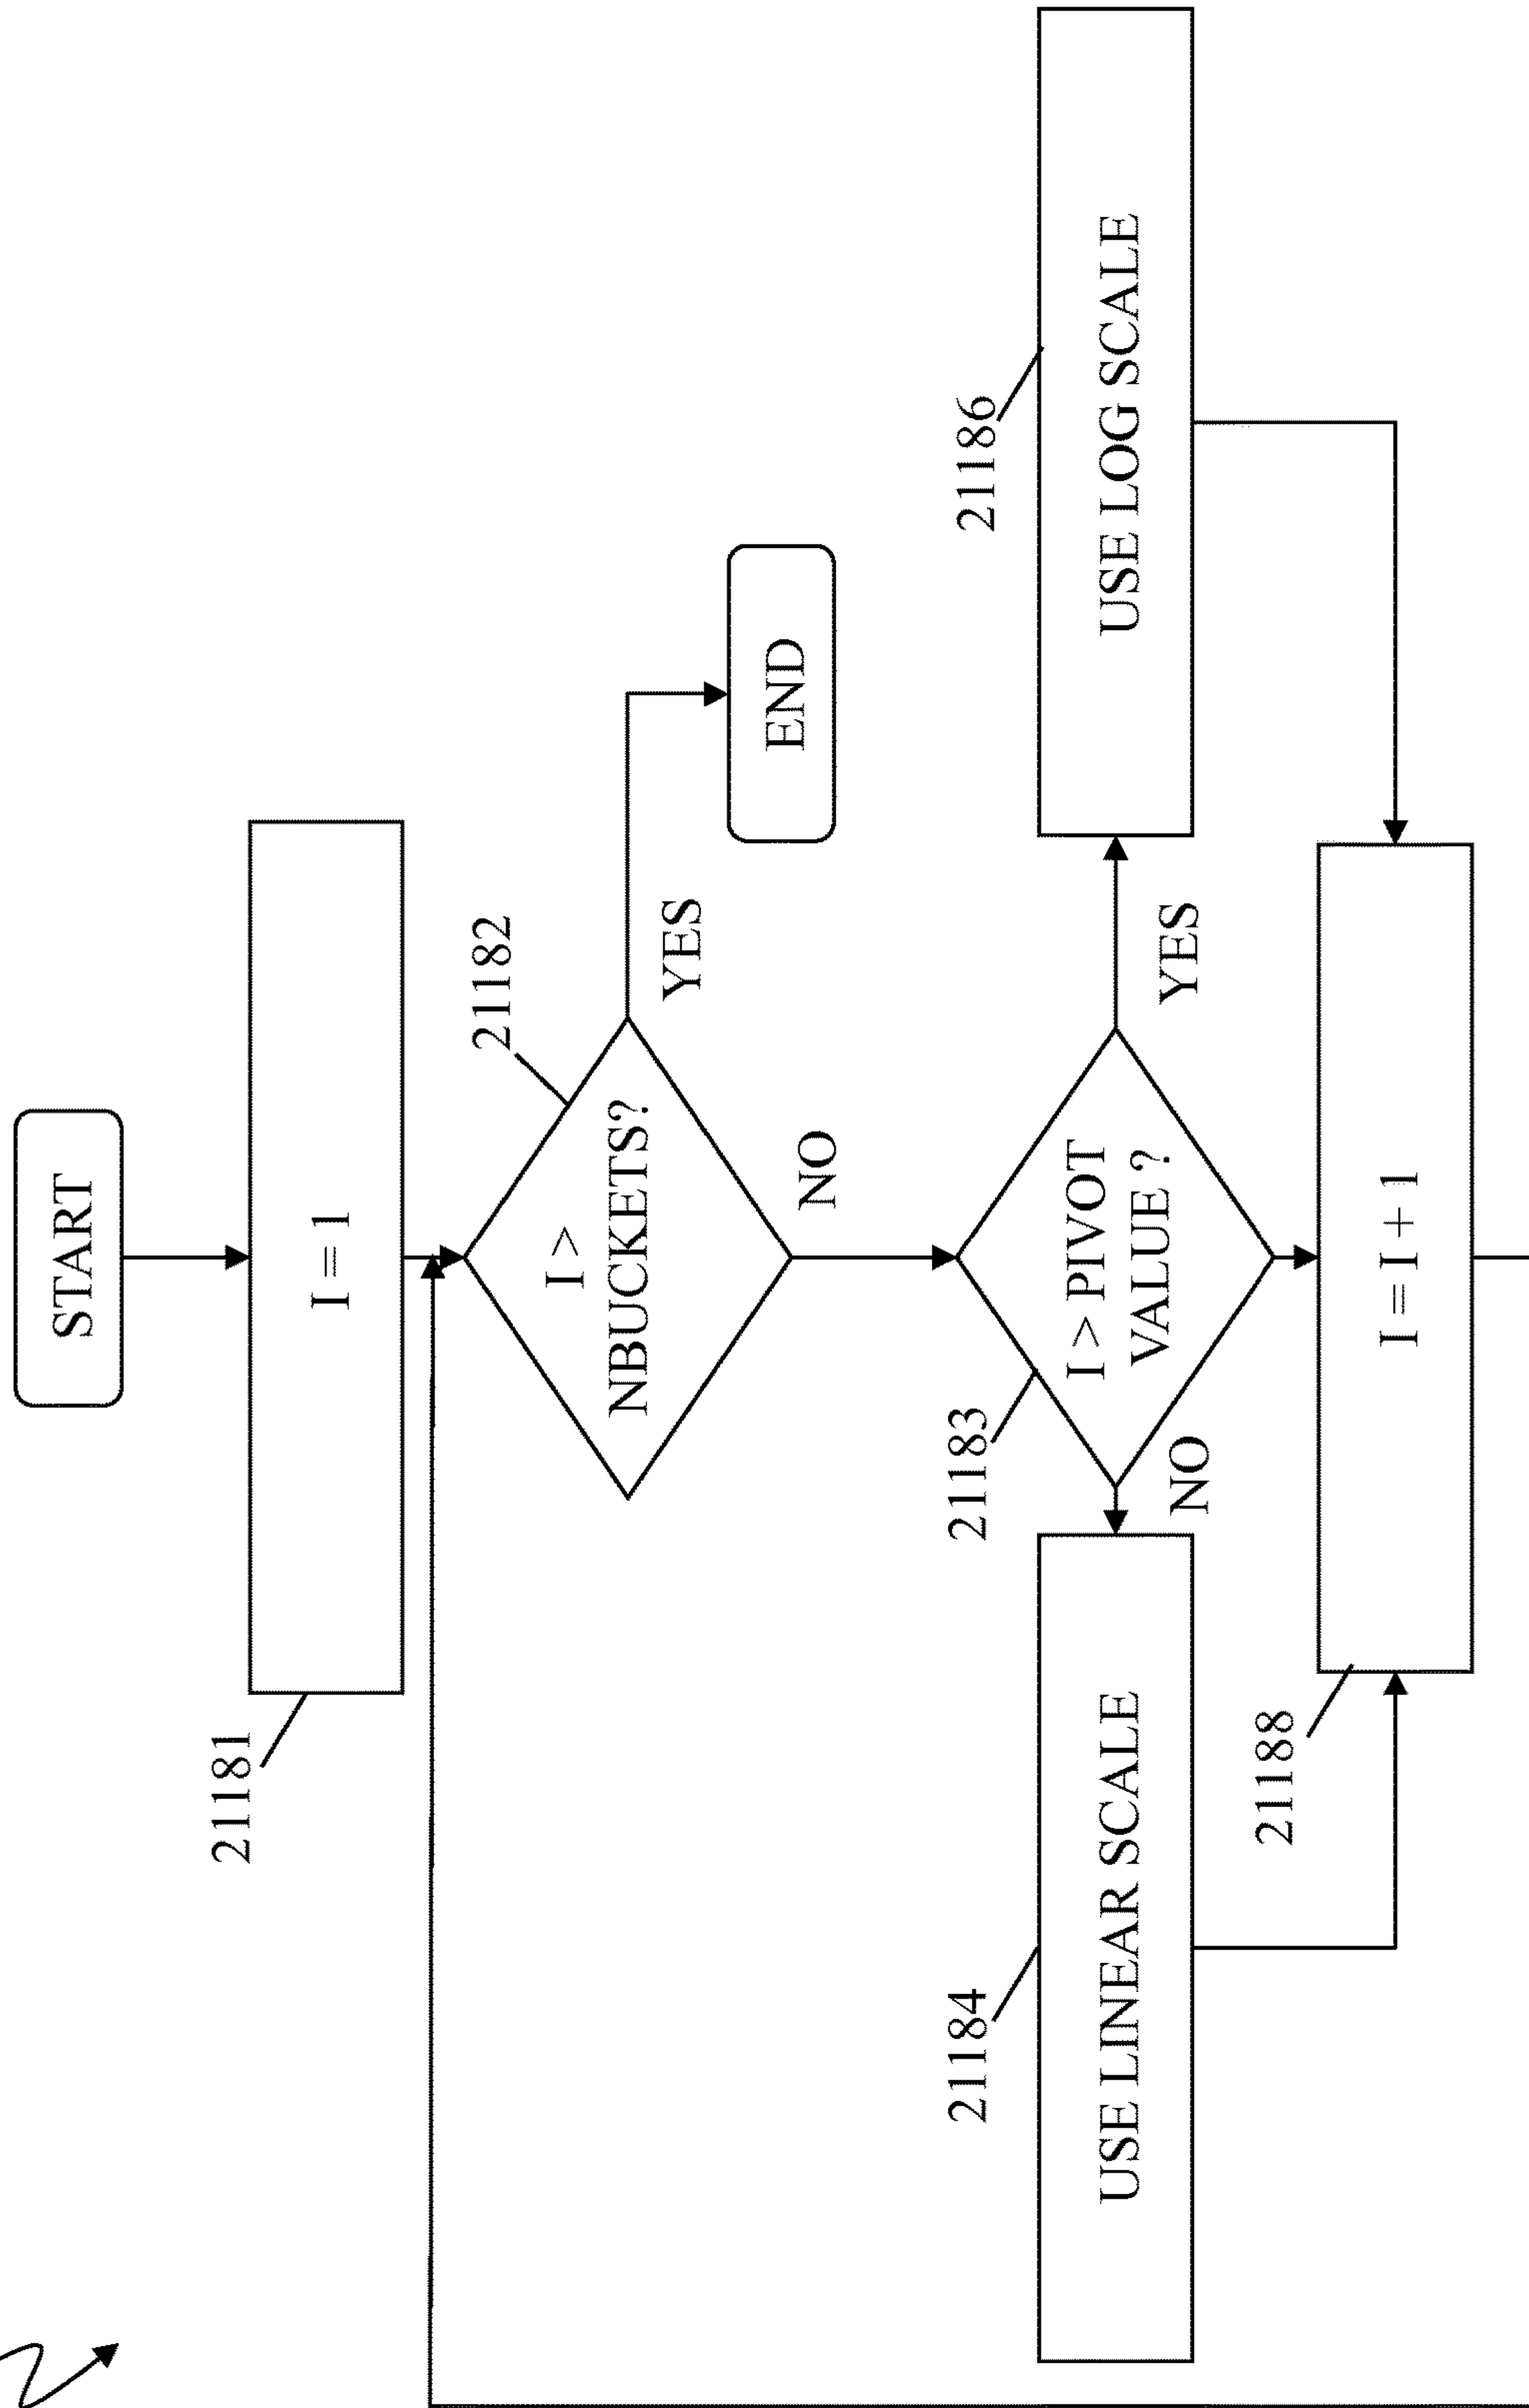 START
I = 1
21181
I >
NBUCKETS?
21182
YES
END
NO
I > PIVOT
VALUE ?
21183
YES
21186
USE LOG SCALE
NO
21184
USE LINEAR SCALE
I = I + 1
21188